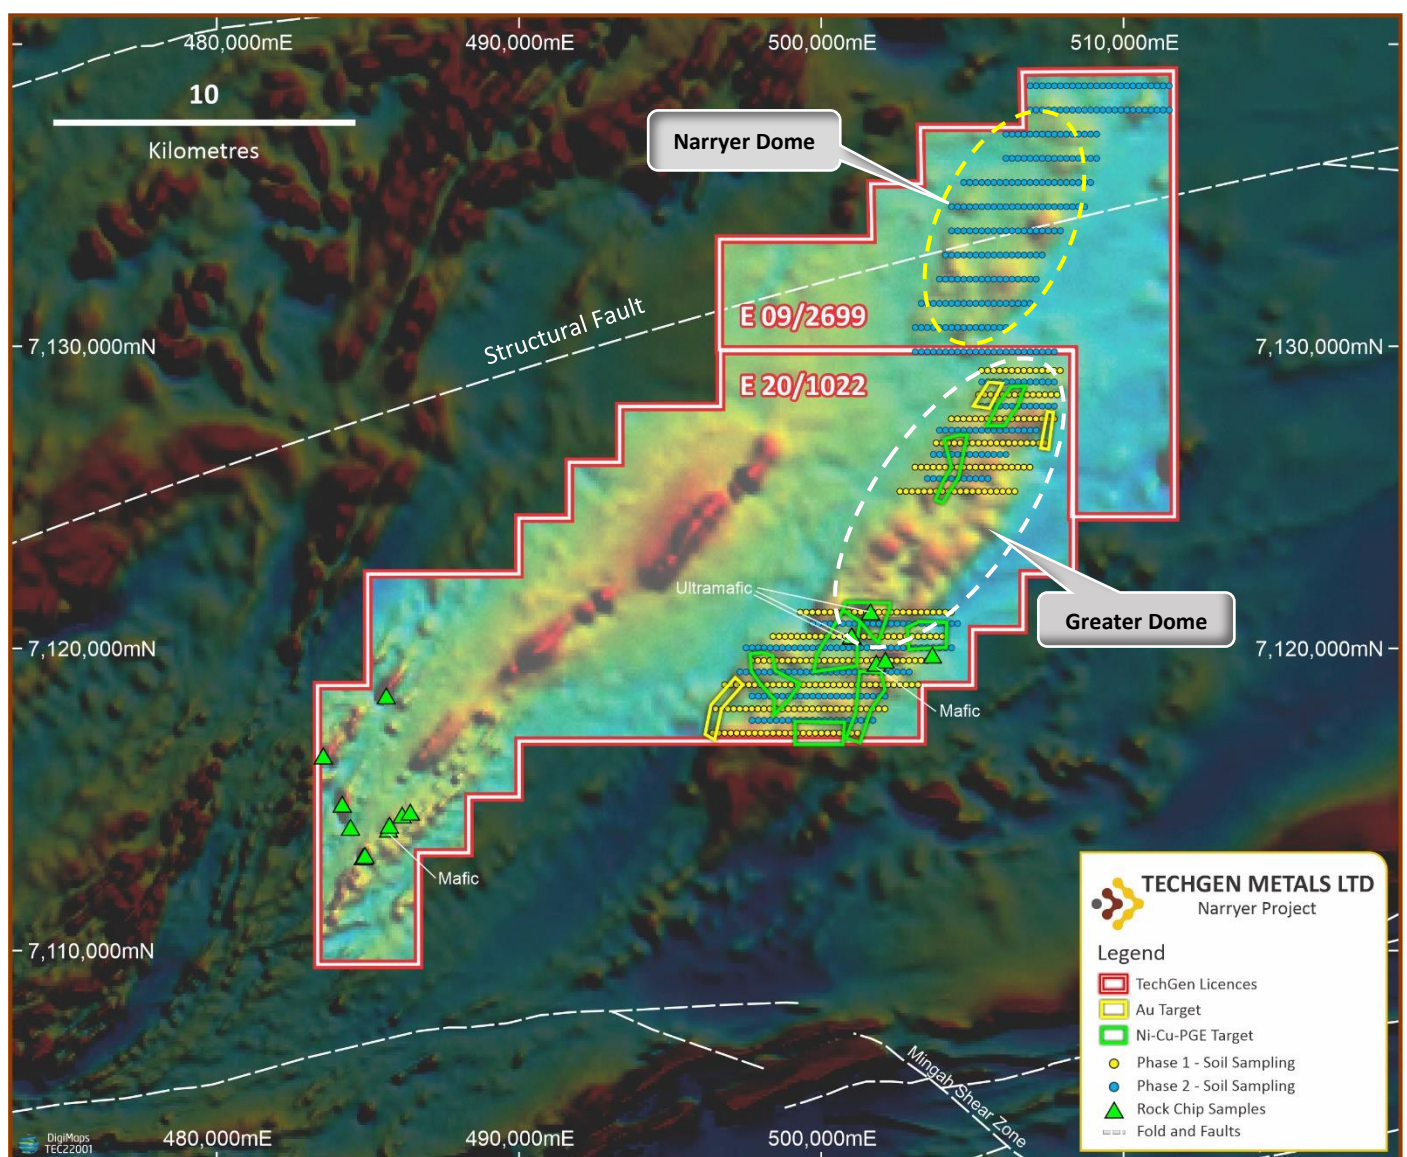 480,000mE
490,000mE
500,000mE
510,000mE
10
Kilometres
Narryer Dome
E 09/2699
Structural Fault
7,130,000mN
7,130,000mN
E 20/1022
Ultramafic
Greater Dome
7,120,000mN
7,120,000mN
Mafic
Mafic
7,110,000mN
TECHGEN METALS LTD
Narryer Project
Legend
TechGen Licences
Au Target
Ni-Cu-PGE Target
Phase 1 - Soil Sampling
Phase 2 - Soil Sampling
Rock Chip Samples
Fold and Faults
Mingah Shear Zone
480,000mE
490,000mE
500,000mE
DigiMaps
TEC22001